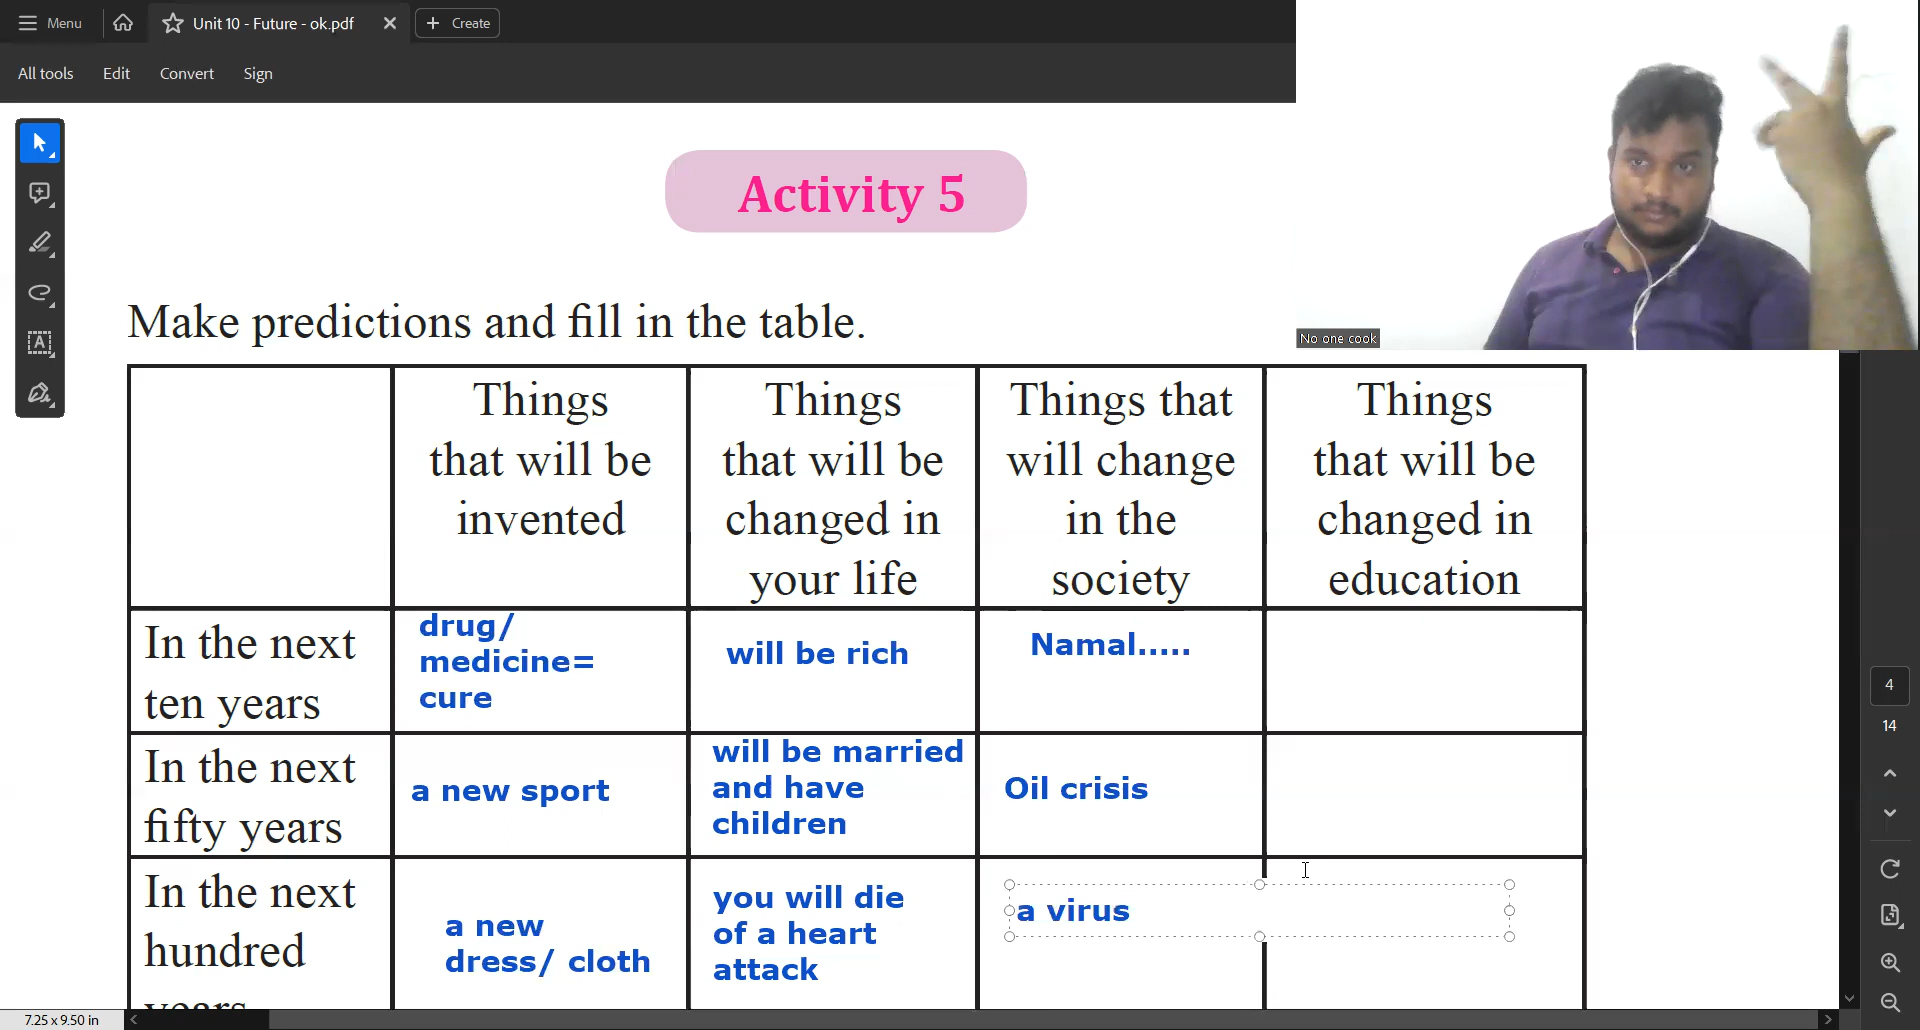 Menu
Unit 10 - Future - ok.pdf
Create
All tools Edit Convert Sign
No one cook
Activity 5
Make predictions and fill in the table.
Things
that will be
invented
Things
that will be
changed in
your life
Things that
will change
in the
society
Things
that will be
changed in
education
In the next
ten years
drug/
medicine=
cure
will be rich
Namal.....
In the next
fifty years
a new sport
will be married
and have
children
Oil crisis
In the next
hundred
years
a new
dress/ cloth
you will die
of a heart
attack
a virus
4
14
7.25 x 9.50 in